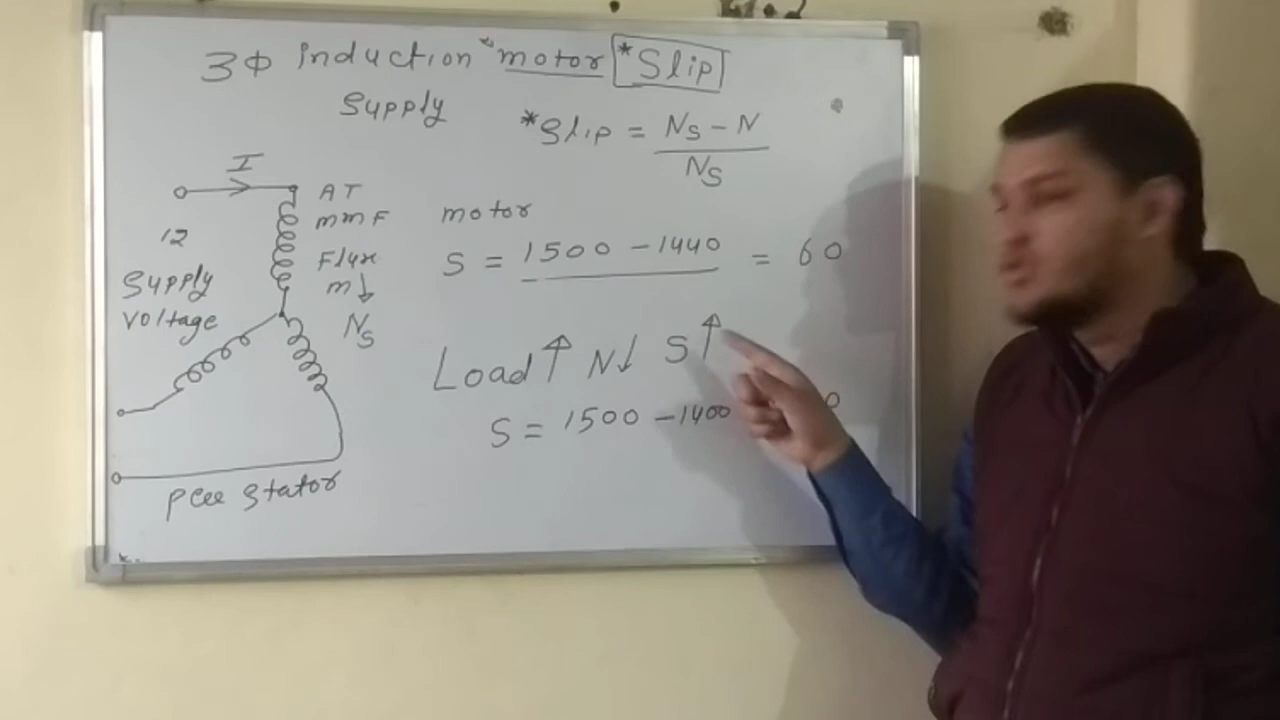 3Φ induction *motor *Slip
Supply
*Slip = Ns - N
Ns
I
AT
mmF
Flux
m↓
Ns
12
Supply
voltage
stator
motor
S = 1500 - 1440 = 60
Load↑ N↓ S↑
S = 1500 - 1400